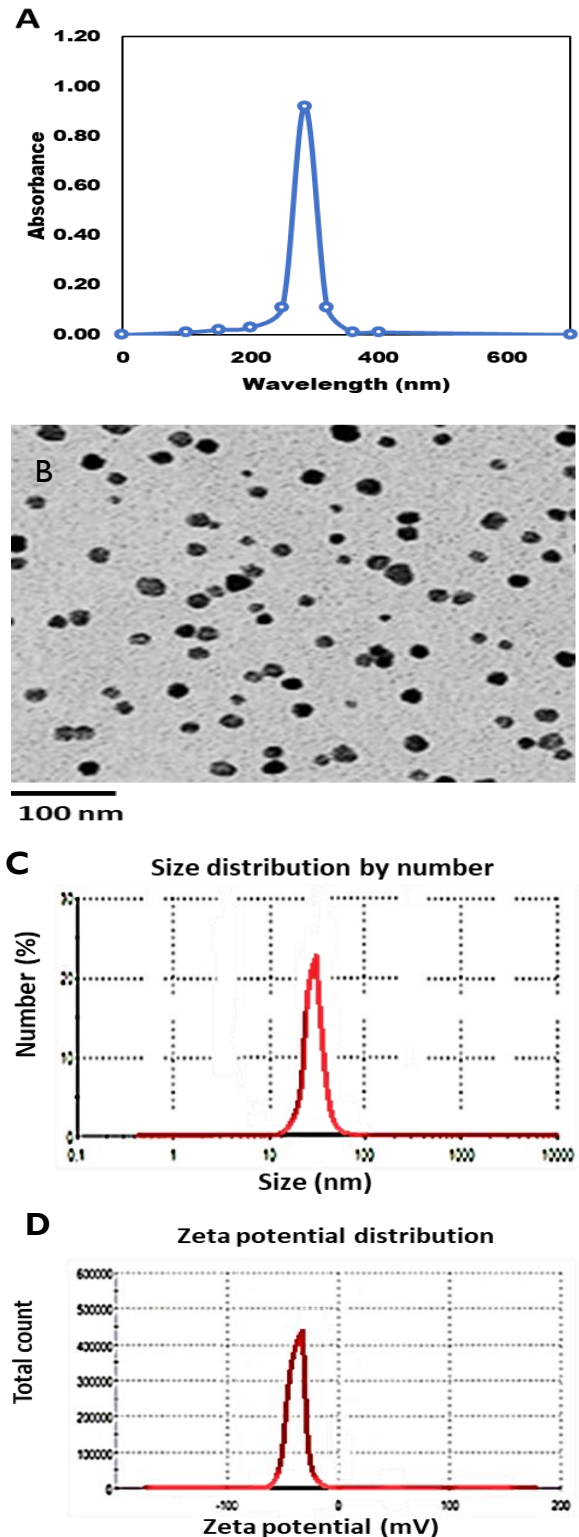 A
1.20
1.00
0.80
0.60
0.40
0.20
0.00
Absorbance
0 200 400 600
Wavelength (nm)
B
100 nm
C
Size distribution by number
30
20
10
0
Number (%)
0.1 1 10 100 1000 10000
Size (nm)
D
Zeta potential distribution
600000
500000
400000
300000
200000
100000
0
Total count
-100 0 100 200
Zeta potential (mV)